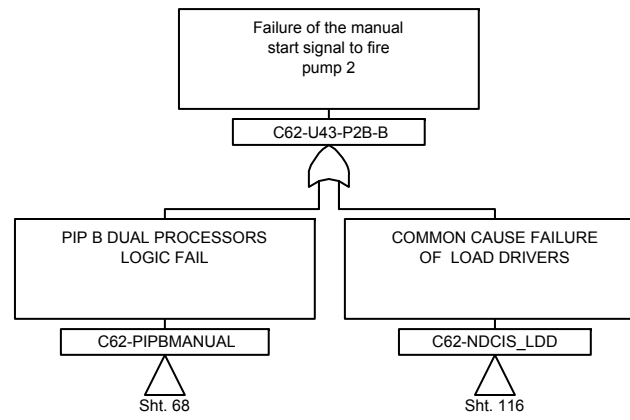 Failure of the manual
start signal to fire
pump 2
C62-U43-P2B-B
PIP B DUAL PROCESSORS
LOGIC FAIL
C62-PIPBMANUAL
Sht. 68
COMMON CAUSE FAILURE
OF LOAD DRIVERS
C62-NDCIS_LDD
Sht. 116